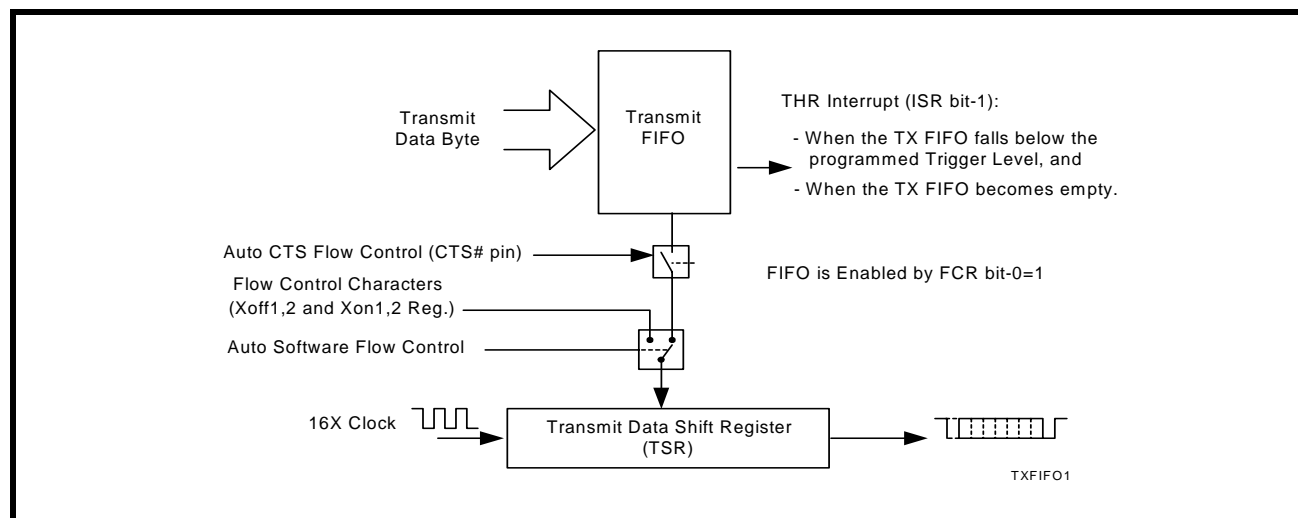 Transmit
Data Byte
Transmit
FIFO
THR Interrupt (ISR bit-1):
- When the TX FIFO falls below the
programmed Trigger Level, and
- When the TX FIFO becomes empty.
Auto CTS Flow Control (CTS# pin)
FIFO is Enabled by FCR bit-0=1
Flow Control Characters
(Xoff1,2 and Xon1,2 Reg.)
Auto Software Flow Control
16X Clock
Transmit Data Shift Register
(TSR)
TXFIFO1